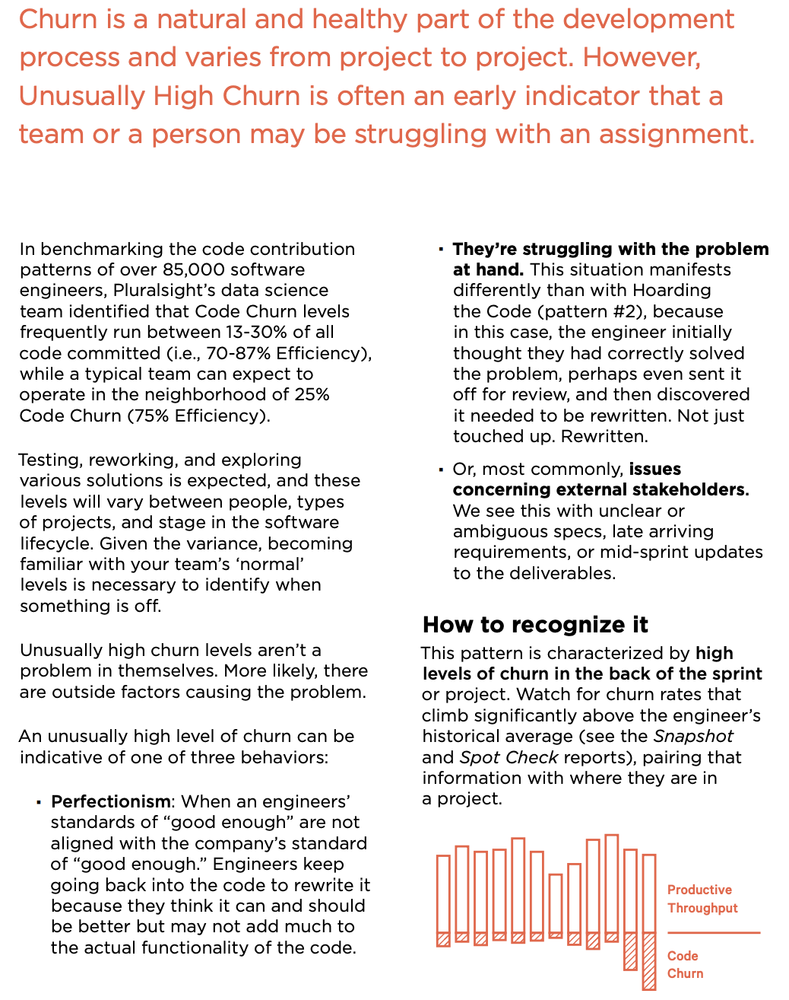 Churn is a natural and healthy part of the development
process and varies from project to project. However,
Unusually High Churn is often an early indicator that a
team or a person may be struggling with an assignment.
In benchmarking the code contribution
patterns of over 85,000 software
engineers, Pluralsight’s data science
team identified that Code Churn levels
frequently run between 13-30% of all
code committed (i.e., 70-87% Efficiency),
while a typical team can expect to
operate in the neighborhood of 25%
Code Churn (75% Efficiency).
Testing, reworking, and exploring
various solutions is expected, and these
levels will vary between people, types
of projects, and stage in the software
lifecycle. Given the variance, becoming
familiar with your team’s ‘normal’
levels is necessary to identify when
something is off.
Unusually high churn levels aren’t a
problem in themselves. More likely, there
are outside factors causing the problem.
An unusually high level of churn can be
indicative of one of three behaviors:
▪ Perfectionism: When an engineers’
standards of “good enough” are not
aligned with the company’s standard
of “good enough.” Engineers keep
going back into the code to rewrite it
because they think it can and should
be better but may not add much to
the actual functionality of the code.
▪ They’re struggling with the problem
at hand. This situation manifests
differently than with Hoarding
the Code (pattern #2), because
in this case, the engineer initially
thought they had correctly solved
the problem, perhaps even sent it
off for review, and then discovered
it needed to be rewritten. Not just
touched up. Rewritten.
▪ Or, most commonly, issues
concerning external stakeholders.
We see this with unclear or
ambiguous specs, late arriving
requirements, or mid-sprint updates
to the deliverables.
How to recognize it
This pattern is characterized by high
levels of churn in the back of the sprint
or project. Watch for churn rates that
climb significantly above the engineer’s
historical average (see the Snapshot
and Spot Check reports), pairing that
information with where they are in
a project.
Productive
Throughput
Code
Churn